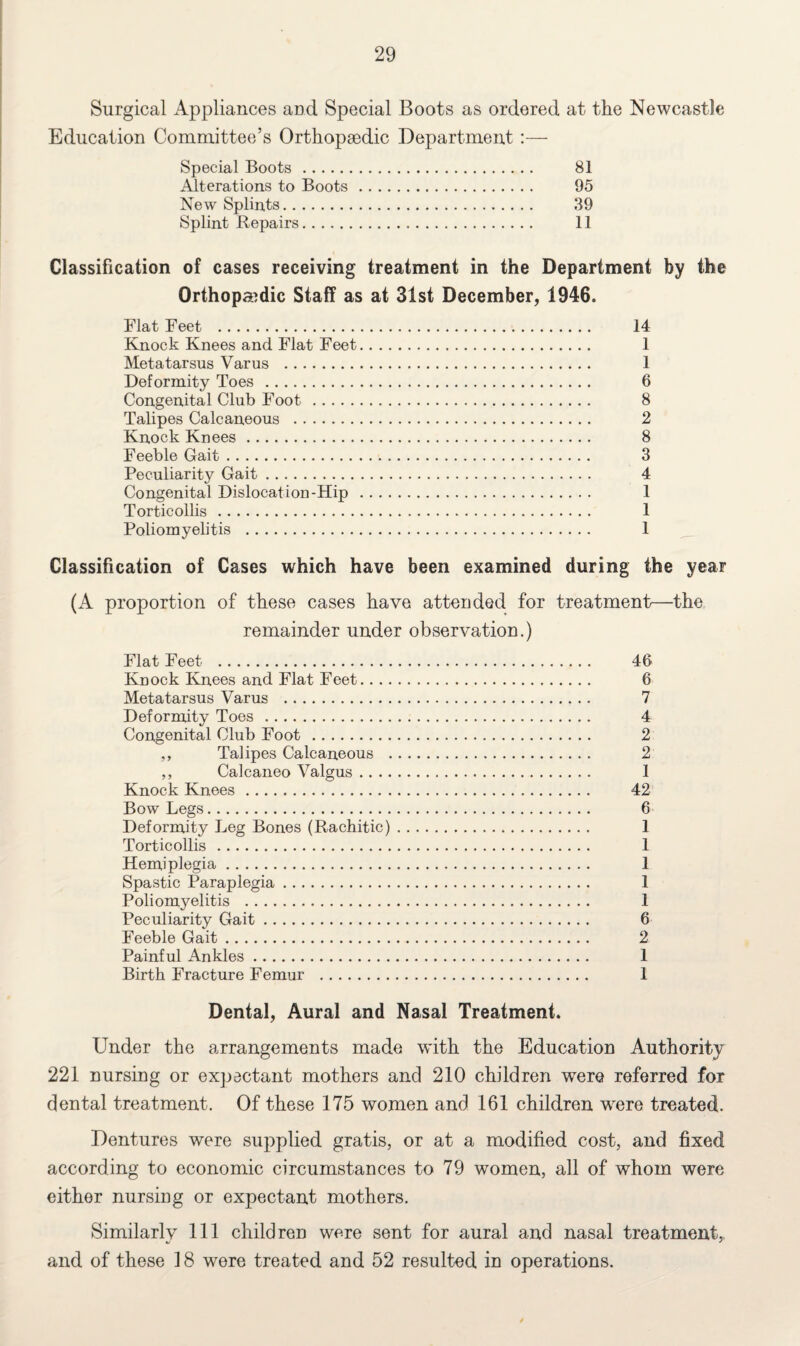 29
Surgical Appliances and Special Boots as ordered at the Newcastle
Education Committee's Orthopædic Department :—
Special Boots .............................. 81
Alterations to Boots ...................... 95
New Splints................................ 39
Splint Repairs............................. 11
Classification of cases receiving treatment in the Department by the
Orthopædic Staff as at 31st December, 1946.
Flat Feet ........................................ 14
Knock Knees and Flat Feet......................... 1
Metatarsus Varus ................................. 1
Deformity Toes ................................... 6
Congenital Club Foot ............................. 8
Talipes Calcaneous ............................... 2
Knock Knees ...................................... 8
Feeble Gait ...................................... 3
Peculiarity Gait ................................. 4
Congenital Dislocation-Hip ....................... 1
Torticollis ...................................... 1
Poliomyelitis .................................... 1
Classification of Cases which have been examined during the year
(A proportion of these cases have attended for treatment—the
remainder under observation.)
Flat Feet ........................................ 46
Knock Knees and Flat Feet......................... 6
Metatarsus Varus ................................. 7
Deformity Toes ................................... 4
Congenital Club Foot ............................. 2
,, Talipes Calcaneous ......................... 2
,, Calcaneo Valgus ............................ 1
Knock Knees ...................................... 42
Bow Legs.......................................... 6
Deformity Leg Bones (Rachitic) ................... 1
Torticollis ...................................... 1
Hemiplegia ....................................... 1
Spastic Paraplegia ............................... 1
Poliomyelitis .................................... 1
Peculiarity Gait ................................. 6
Feeble Gait ...................................... 2
Painful Ankles ................................... 1
Birth Fracture Femur ............................. 1
Dental, Aural and Nasal Treatment.
Under the arrangements made with the Education Authority
221 nursing or expectant mothers and 210 children were referred for
dental treatment. Of these 175 women and 161 children were treated.
Dentures were supplied gratis, or at a modified cost, and fixed
according to economic circumstances to 79 women, all of whom were
either nursing or expectant mothers.
Similarly 111 children were sent for aural and nasal treatment,
and of these 18 were treated and 52 resulted in operations.